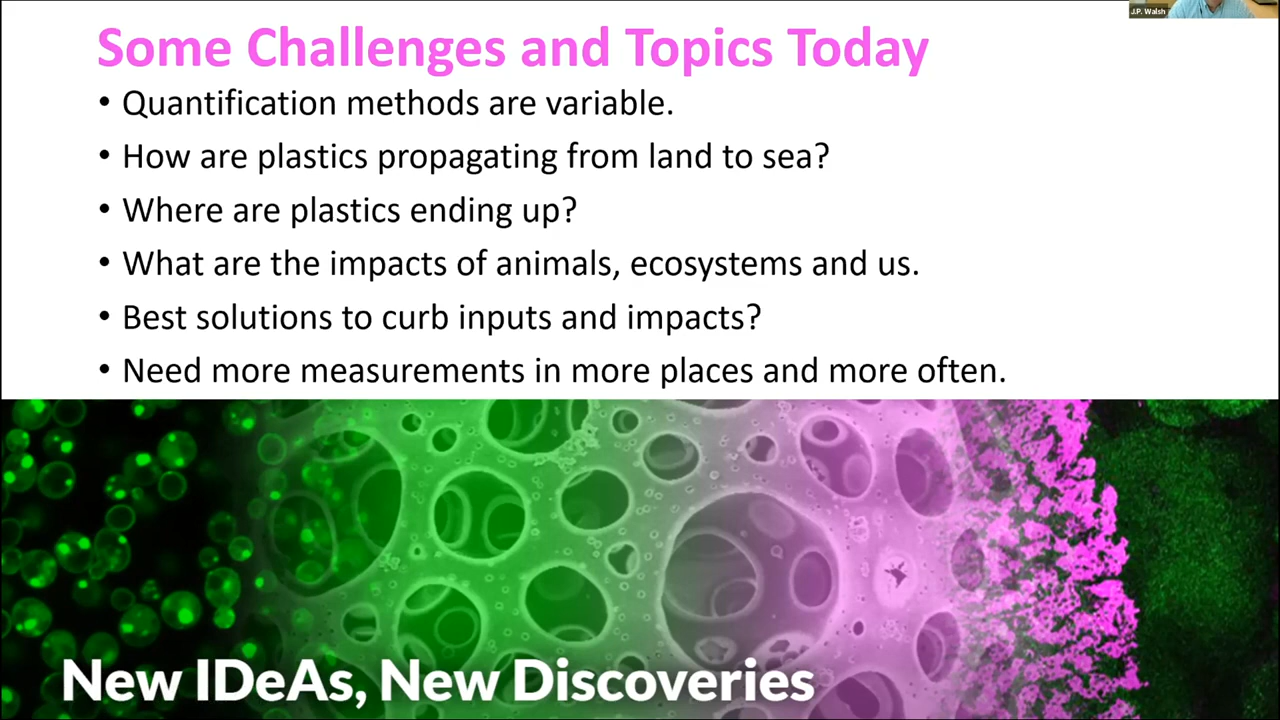 J.P. Walsh
Some Challenges and Topics Today
• Quantification methods are variable.
• How are plastics propagating from land to sea?
• Where are plastics ending up?
• What are the impacts of animals, ecosystems and us.
• Best solutions to curb inputs and impacts?
• Need more measurements in more places and more often.
New IDeAs, New Discoveries